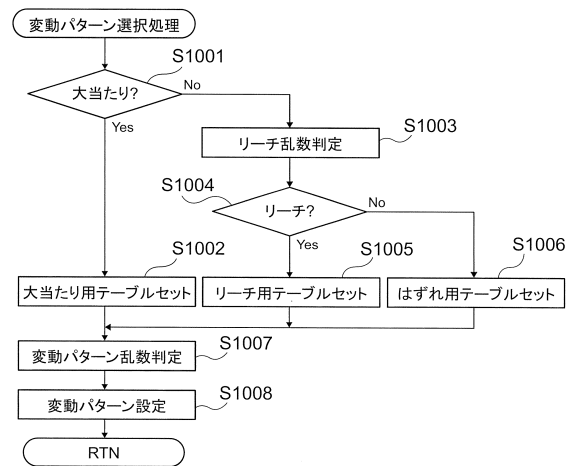 変動パターン選択処理
S1001
大当たり?
No
Yes
S1003
リーチ乱数判定
S1004
リーチ?
No
Yes
S1002
S1005
S1006
大当たり用テーブルセット
リーチ用テーブルセット
はずれ用テーブルセット
S1007
変動パターン乱数判定
S1008
変動パターン設定
RTN